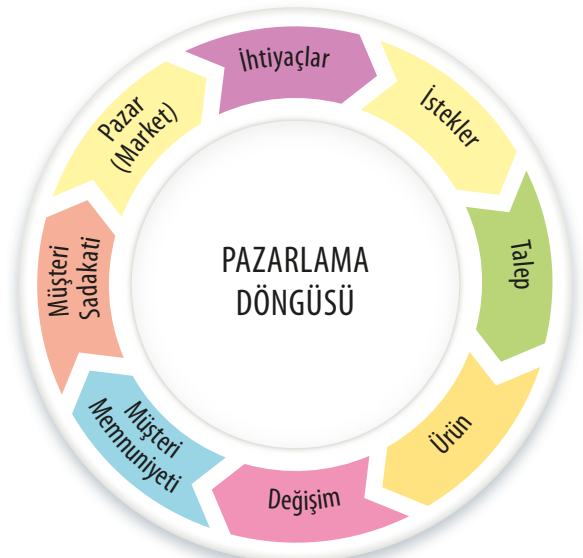 PAZARLAMA
DÖNGÜSÜ
İhtiyaçlar
İstekler
Talep
Ürün
Değişim
Müşteri
Memnuniyeti
Müşteri
Sadakati
Pazar
(Market)